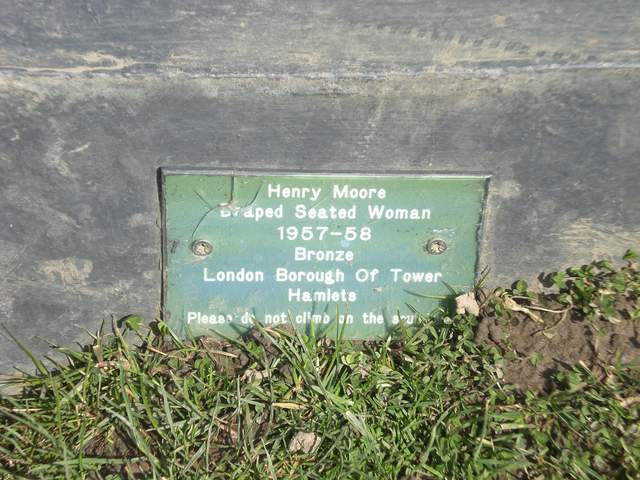 Henry Moore
Draped Seated Woman
1957-58
Bronze
London Borough Of Tower
Hamlets
Please do not climb on the